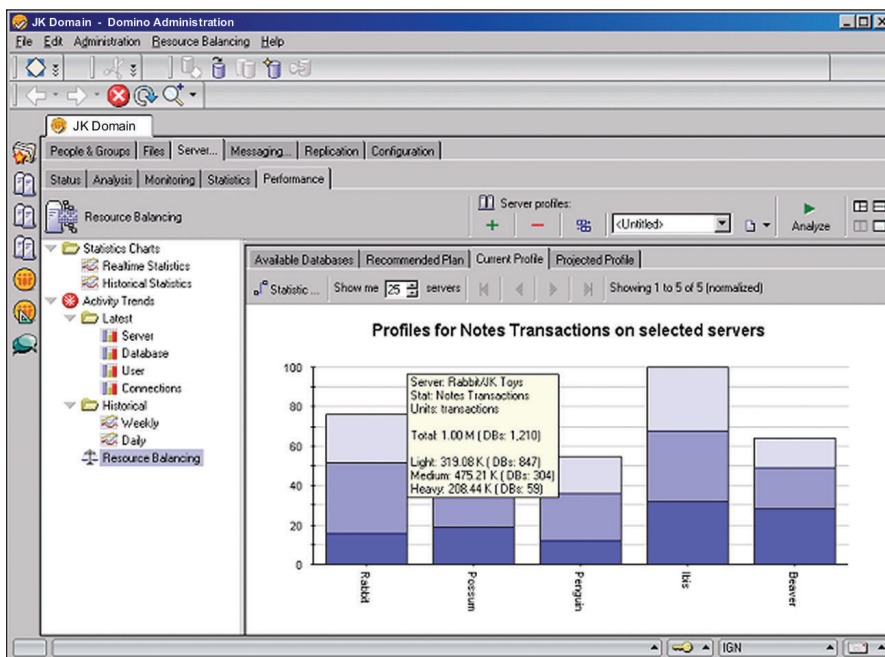 JK Domain - Domino Administration
File Edit Administration Resource Balancing Help
JK Domain
People & Groups Files Server... Messaging... Replication Configuration
Status Analysis Monitoring Statistics Performance
Resource Balancing
Server profiles:
<Untitled>
Analyze
Statistics Charts
Realtime Statistics
Historical Statistics
Activity Trends
Latest
Server
Database
User
Connections
Historical
Weekly
Daily
Resource Balancing
Available Databases Recommended Plan Current Profile Projected Profile
Statistic ... Show me 25 servers Showing 1 to 5 of 5 (normalized)
Profiles for Notes Transactions on selected servers
100
80
60
40
20
0
Server: Rabbit/JK Toys
Stat: Notes Transactions
Units: transactions
Total: 1.00 M ( DBs: 1,210)
Light: 319.08 K ( DBs: 847)
Medium: 475.21 K ( DBs: 304)
Heavy: 208.44 K ( DBs: 59)
Rabbit
Possum
Penguin
Ibis
Beaver
IGN